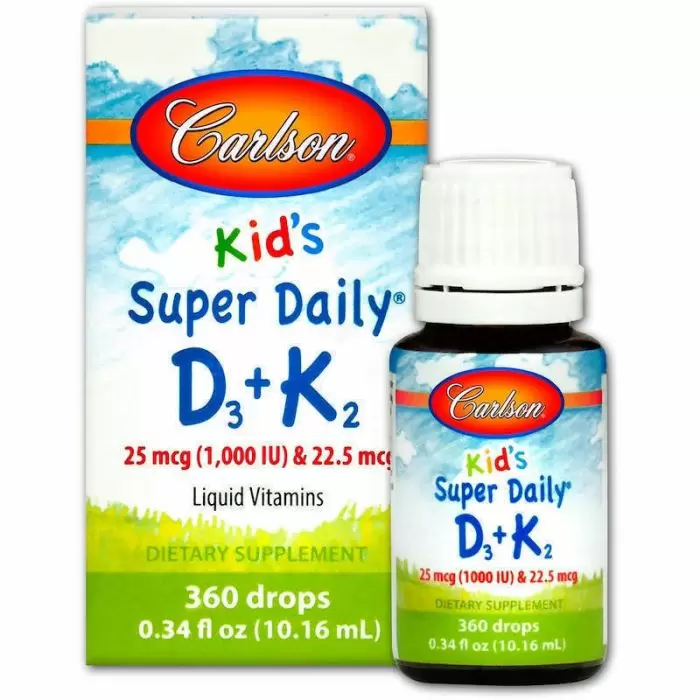 Carlson®
Kid's
Super Daily®
D3+K2
25 mcg (1,000 IU) & 22.5 mcg
Liquid Vitamins
DIETARY SUPPLEMENT
360 drops
0.34 fl oz (10.16 mL)
Carlson
Kid's
Super Daily®
D3+K2
25 mcg (1000 IU) & 22.5 mcg
DIETARY SUPPLEMENT
360 drops
0.34 fl oz (10.16 mL)